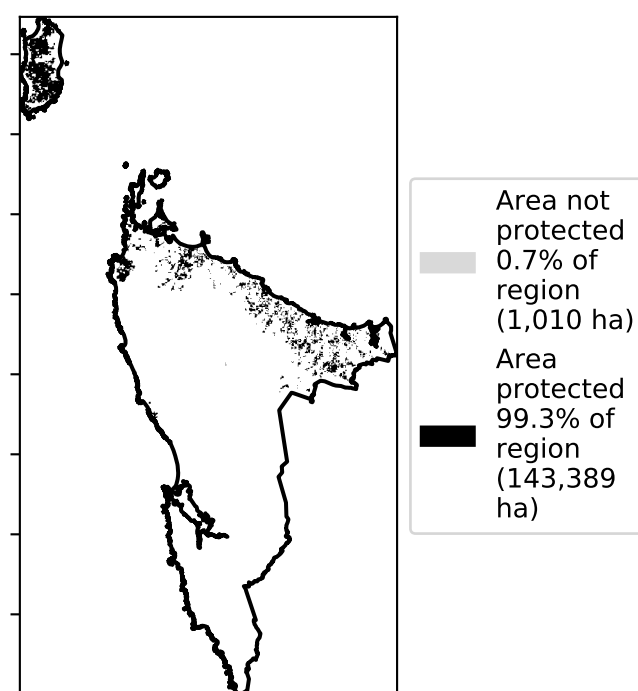 Area not
protected
0.7% of
region
(1,010 ha)
Area
protected
99.3% of
region
(143,389
ha)